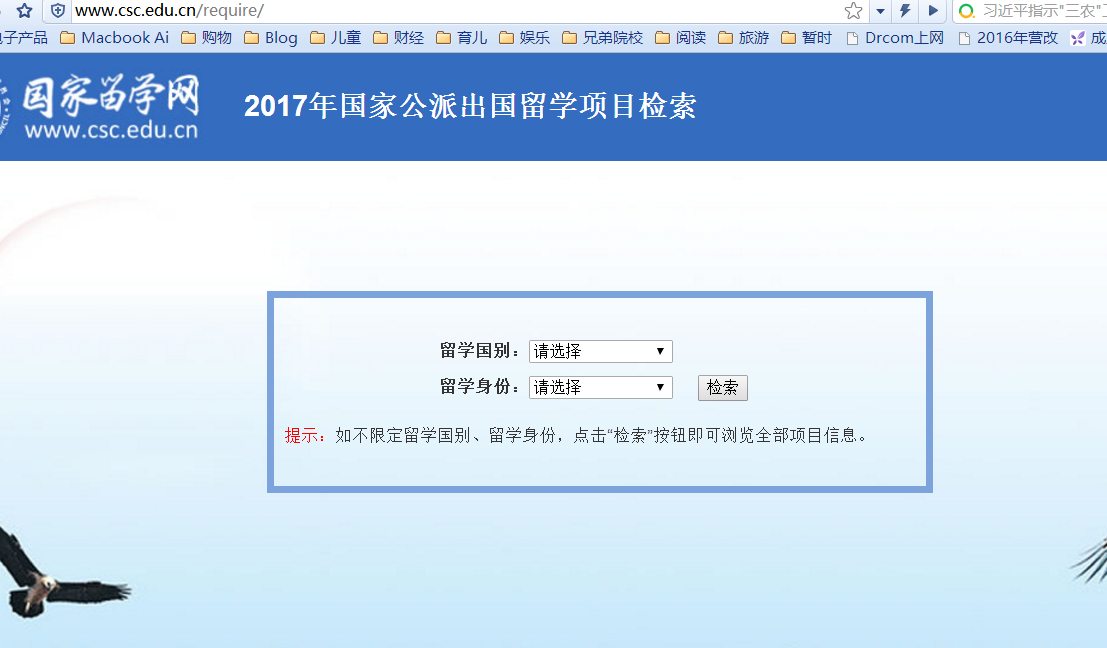 www.csc.edu.cn/require/
习近平指示"三农"工
子产品 Macbook Ai 购物 Blog 儿童 财经 育儿 娱乐 兄弟院校 阅读 旅游 暂时 Drcom上网 2016年营改 成
国家留学网
www.csc.edu.cn
2017年国家公派出国留学项目检索
留学国别: 请选择
留学身份: 请选择 检索
提示: 如不限定留学国别、留学身份，点击“检索”按钮即可浏览全部项目信息。